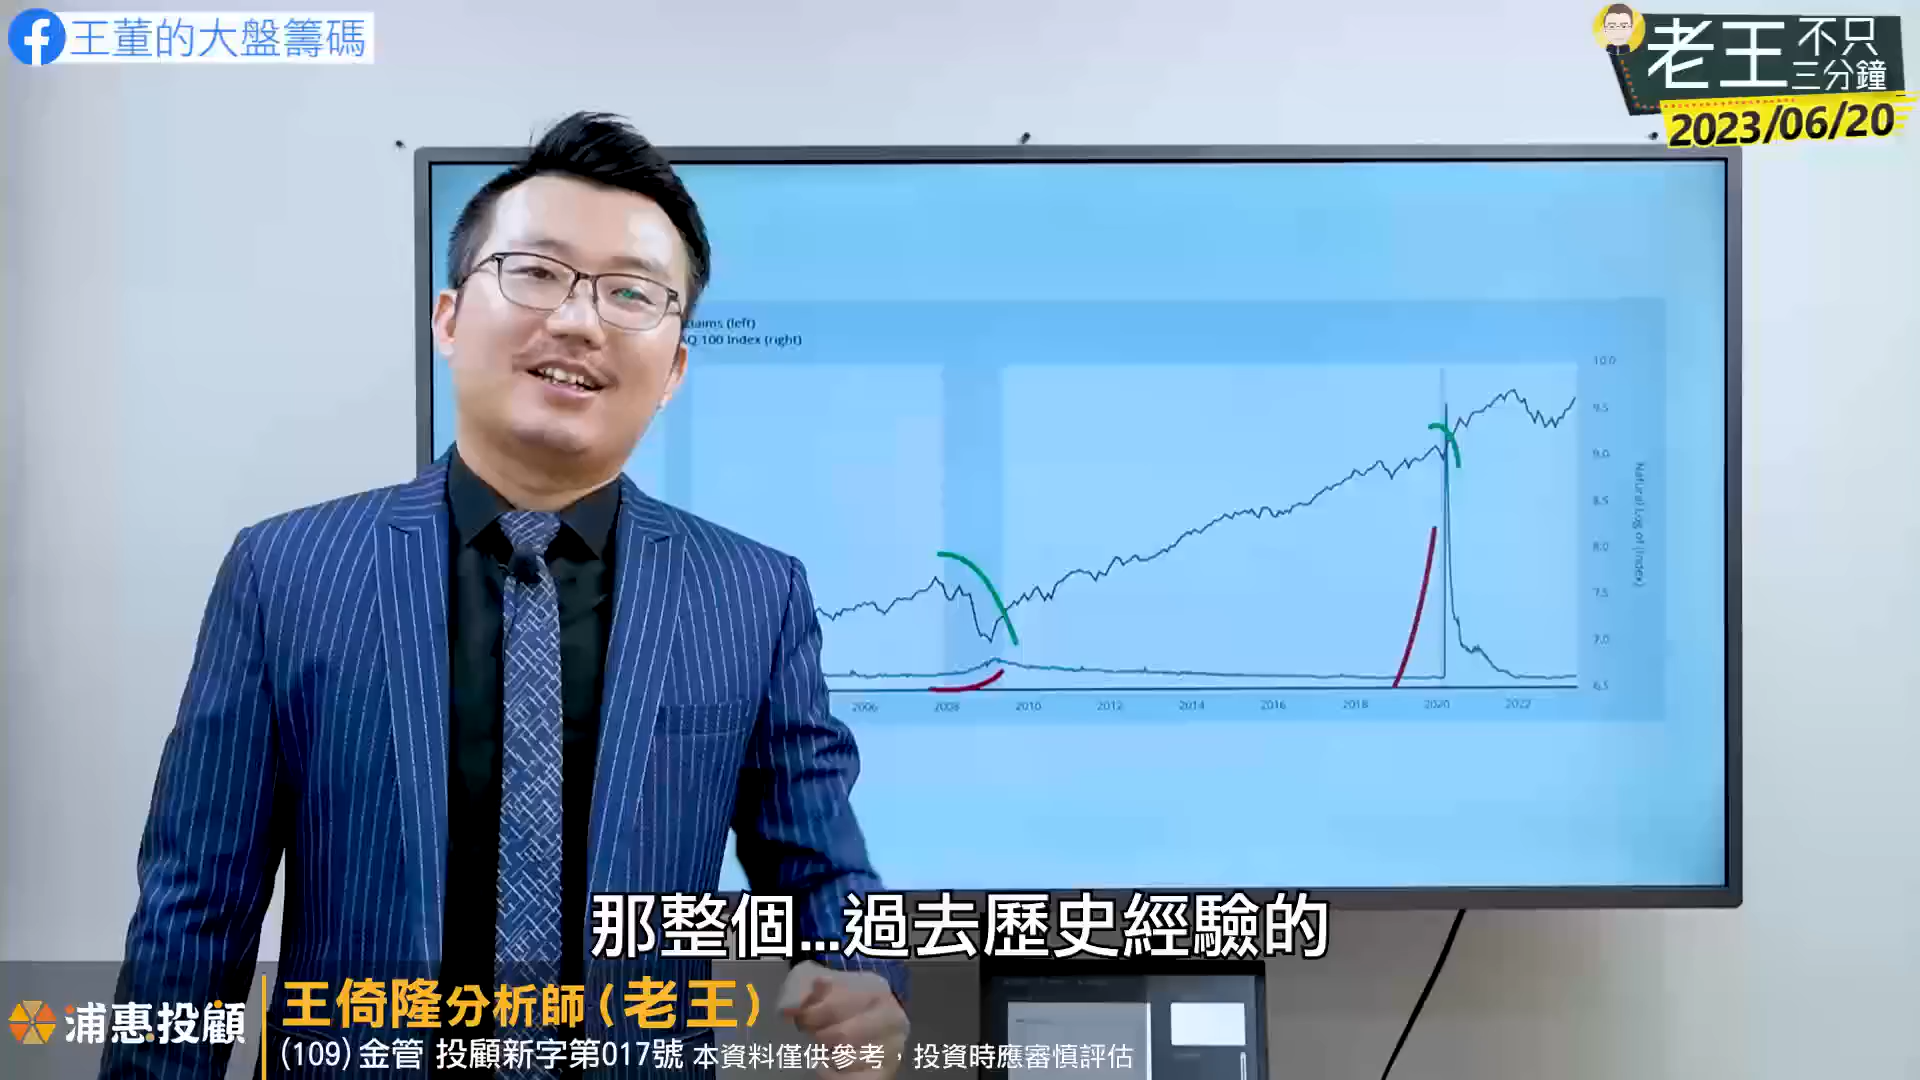 王董的大盤籌碼
老王不只三分鐘
2023/06/20
Claims (left)
AQ 100 Index (right)
10.0
9.5
9.0
8.5
8.0
7.5
7.0
6.5
Natural Log of (Index)
2006 2008 2010 2012 2014 2016 2018 2020 2022
那整個...過去歷史經驗的
浦惠投顧
王倚隆分析師(老王)
(109)金管 投顧新字第017號 本資料僅供參考，投資時應審慎評估